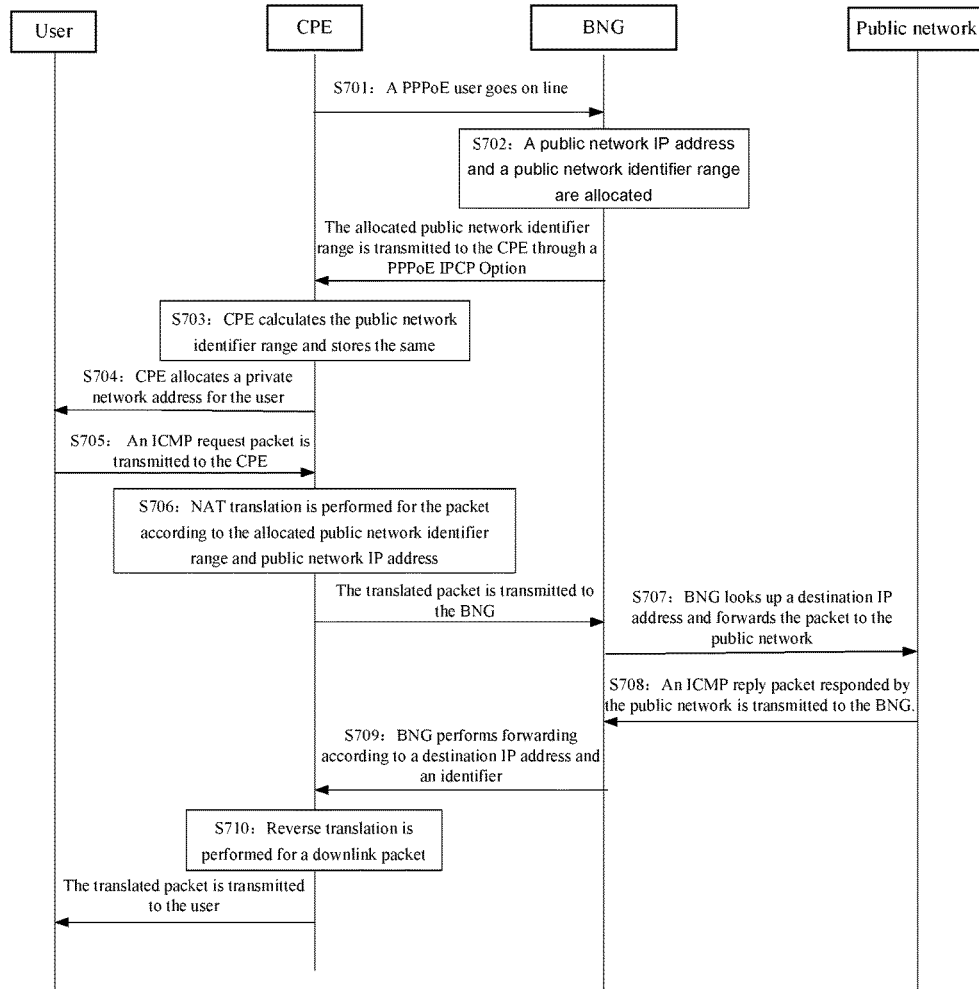 User
CPE
BNG
Public network
S701: A PPPoE user goes on line
S702: A public network IP address
and a public network identifier range
are allocated
The allocated public network identifier
range is transmitted to the CPE through a
PPPoE IPCP Option
S703: CPE calculates the public network
identifier range and stores the same
S704: CPE allocates a private
network address for the user
S705: An ICMP request packet is
transmitted to the CPE
S706: NAT translation is performed for the packet
according to the allocated public network identifier
range and public network IP address
The translated packet is transmitted to
the BNG
S707: BNG looks up a destination IP
address and forwards the packet to the
public network
S708: An ICMP reply packet responded by
the public network is transmitted to the BNG.
S709: BNG performs forwarding
according to a destination IP address and
an identifier
S710: Reverse translation is
performed for a downlink packet
The translated packet is transmitted
to the user